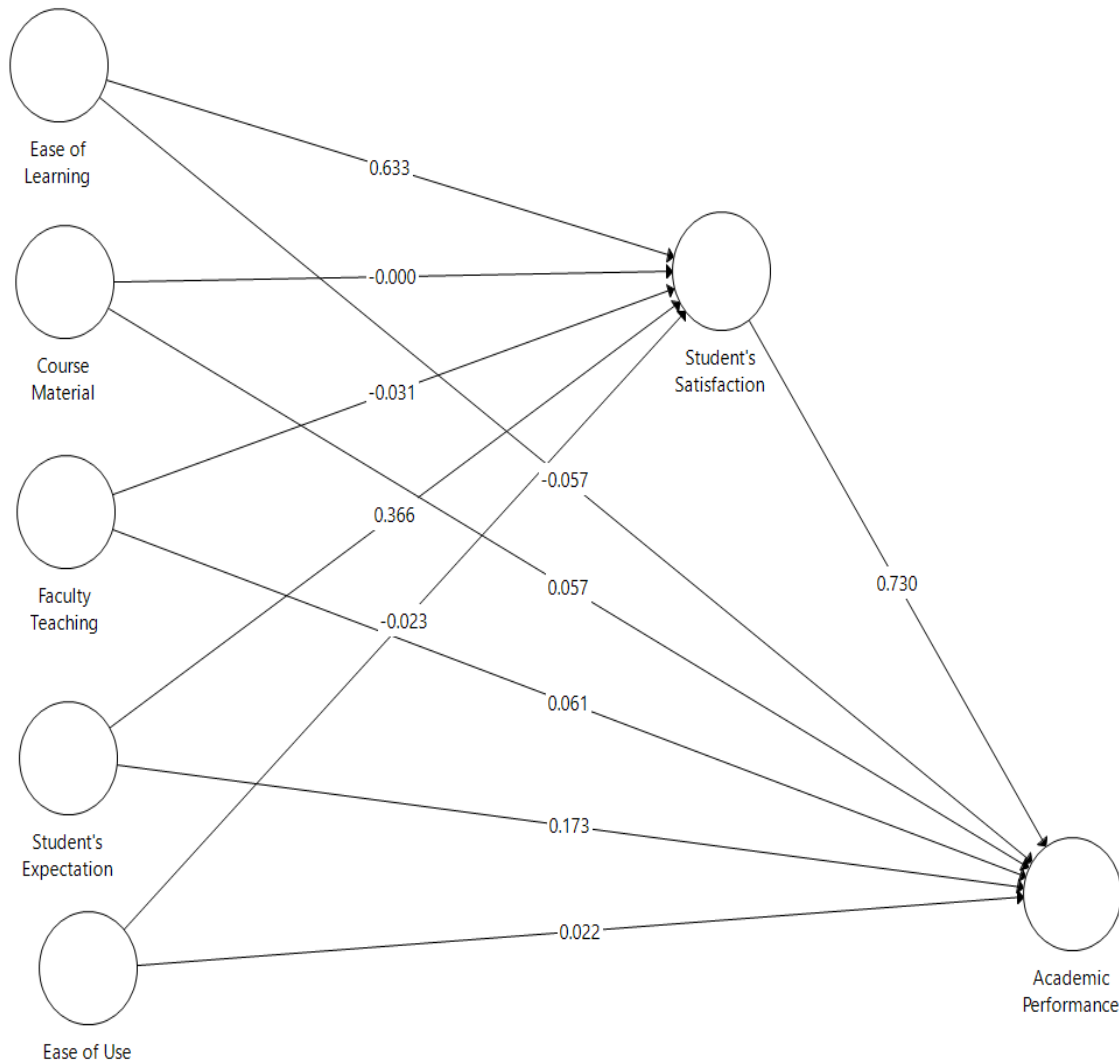 Ease of
Learning
0.633
-0.000
Course
Material
Student's
Satisfaction
-0.031
-0.057
0.366
Faculty
Teaching
0.057
0.730
-0.023
0.061
0.173
Student's
Expectation
0.022
Academic
Performance
Ease of Use